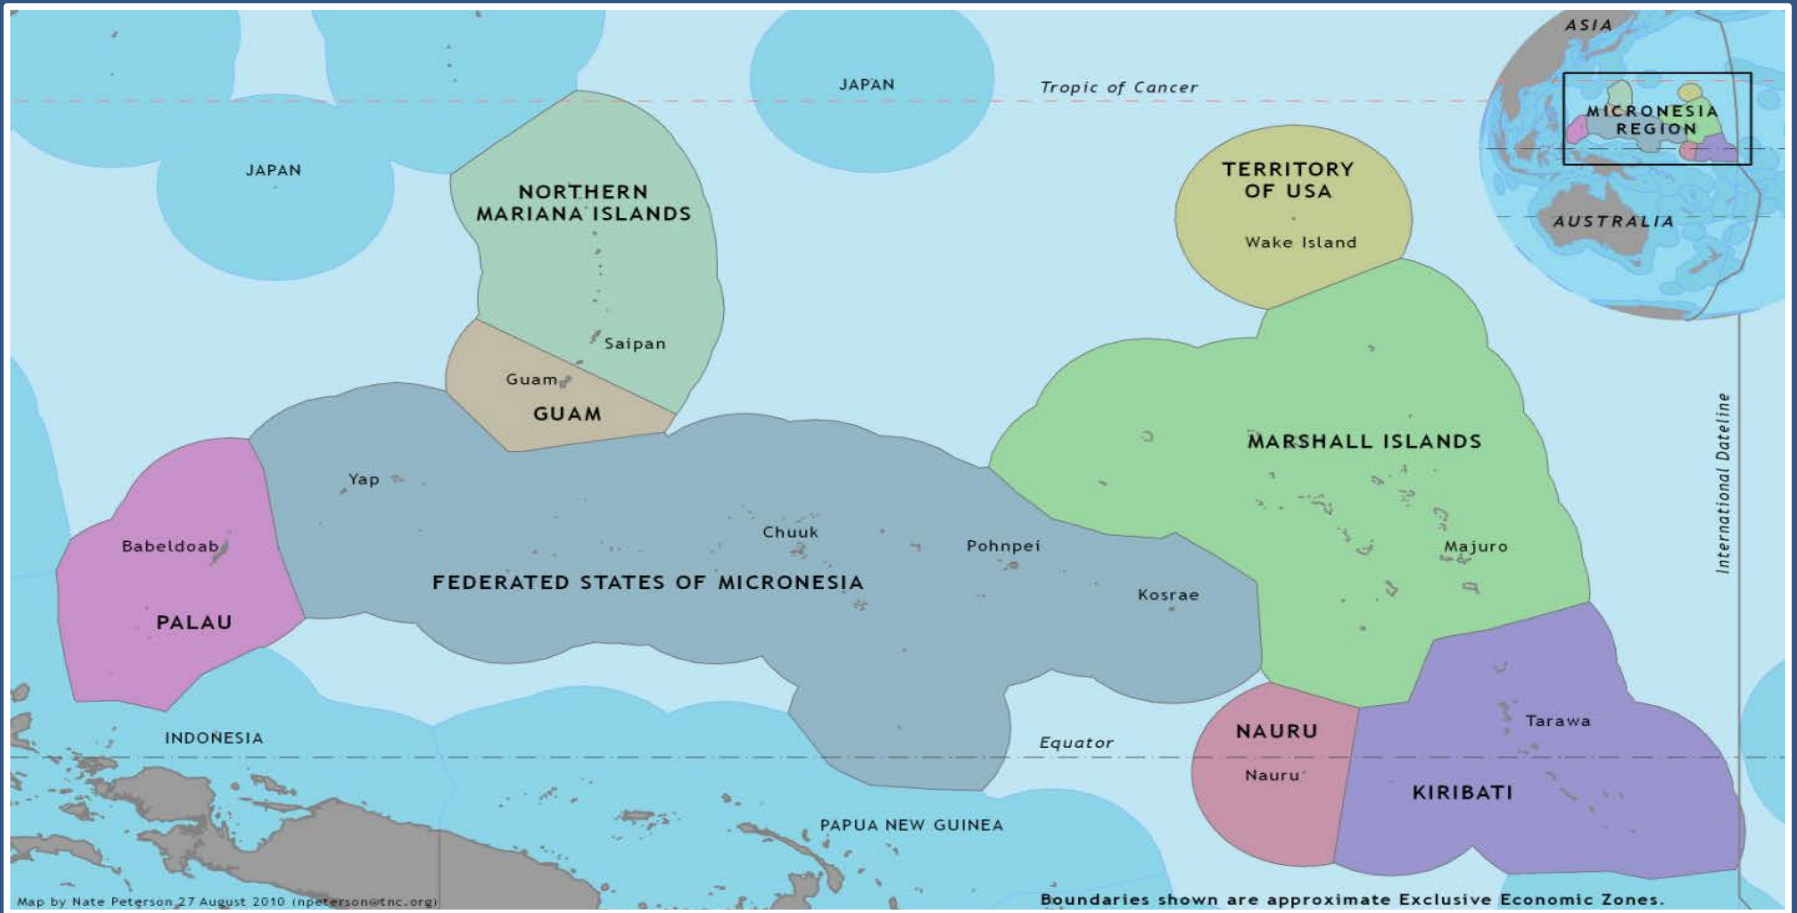 ASIA
JAPAN
Tropic of Cancer
MICRONESIA
REGION
JAPAN
TERRITORY
OF USA
NORTHERN
MARIANA ISLANDS
AUSTRALIA
Wake Island
Saipan
Guam
GUAM
MARSHALL ISLANDS
International Dateline
Yap
Chuuk
Babeldoab
Pohnpei
Majuro
FEDERATED STATES OF MICRONESIA
Kosrae
PALAU
Tarawa
NAURU
INDONESIA
Equator
Nauru
KIRIBATI
PAPUA NEW GUINEA
Map by Nate Peterson 27 August 2010 (npeterson@tnc.org)
Boundaries shown are approximate Exclusive Economic Zones.